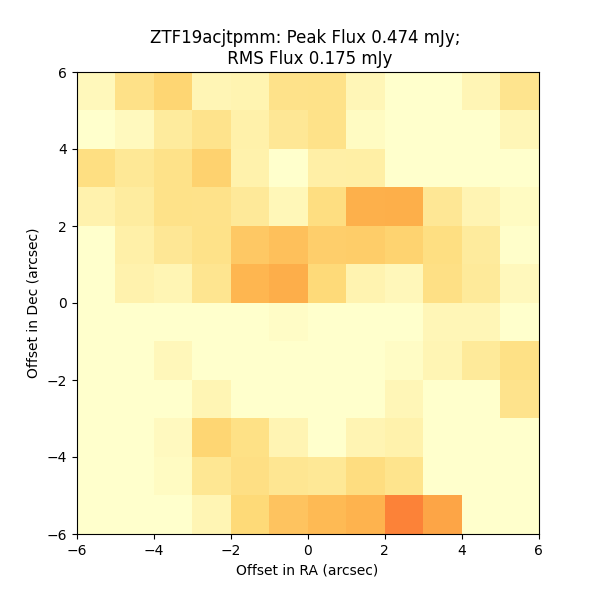 ZTF19acjtpmm: Peak Flux 0.474 mJy;
RMS Flux 0.175 mJy
6
4
2
0
−2
−4
−6
Offset in Dec (arcsec)
−6 −4 −2 0 2 4 6
Offset in RA (arcsec)